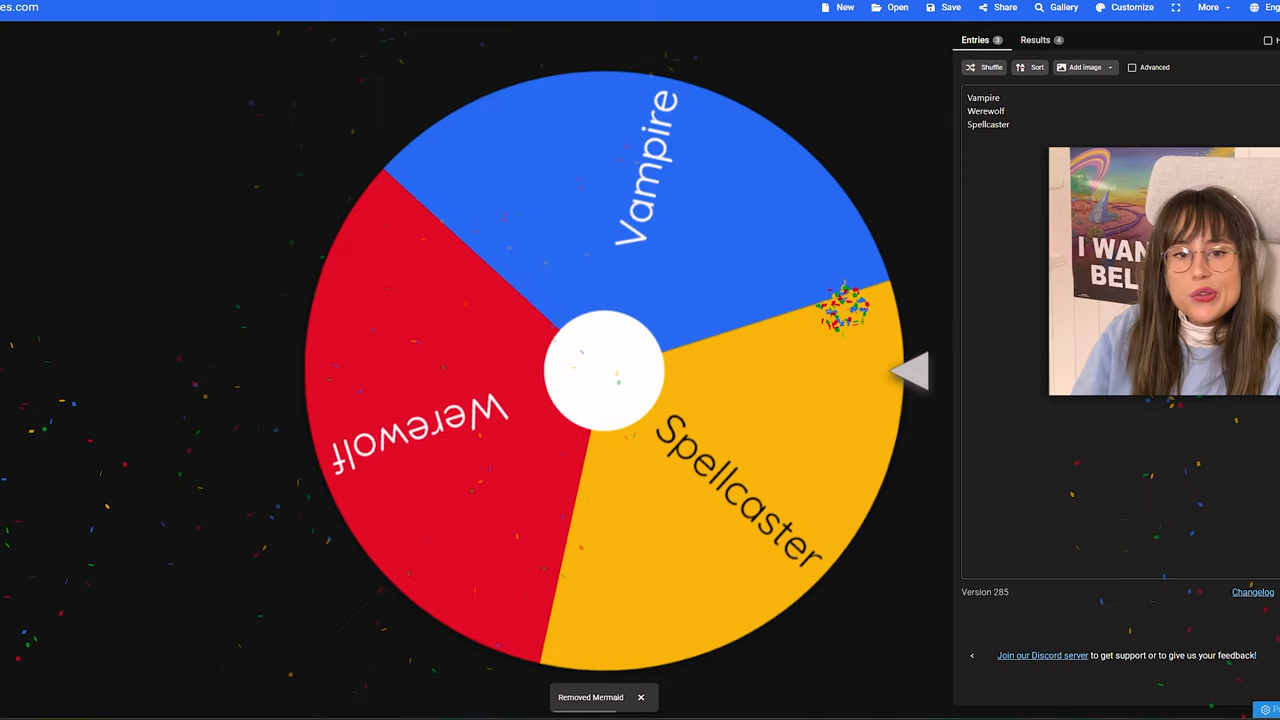 es.com
New
Open
Save
Share
Gallery
Customize
More
Eng
Entries 3
Results 4
Shuffle
Sort
Add image
Advanced
Vampire
Werewolf
Spellcaster
Vampire
Werewolf
Spellcaster
I WAN
BEL
Version 285
Changelog
Join our Discord server to get support or to give us your feedback!
Removed Mermaid